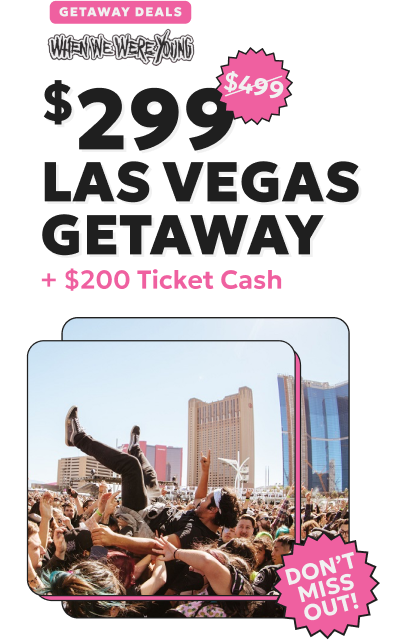 GETAWAY DEALS
WHEN WE WERE YOUNG
$499
$299
LAS VEGAS
GETAWAY
+ $200 Ticket Cash
DON'T
MISS
OUT!